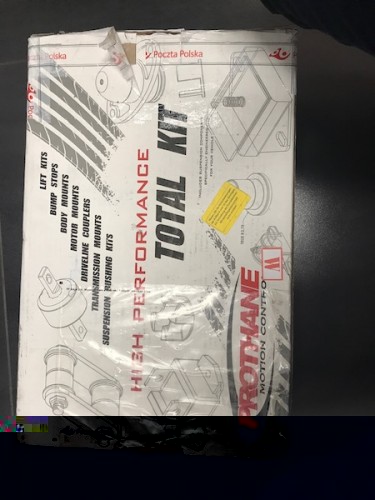 Poczta Polska
Poczta Polska
LIFT KITS
BUMP STOPS
BODY MOUNTS
MOTOR MOUNTS
DRIVELINE COUPLERS
TRANSMISSION MOUNTS
SUSPENSION BUSHING KITS
HIGH PERFORMANCE
TOTAL KIT
PROTHANE
MOTION CONTROL